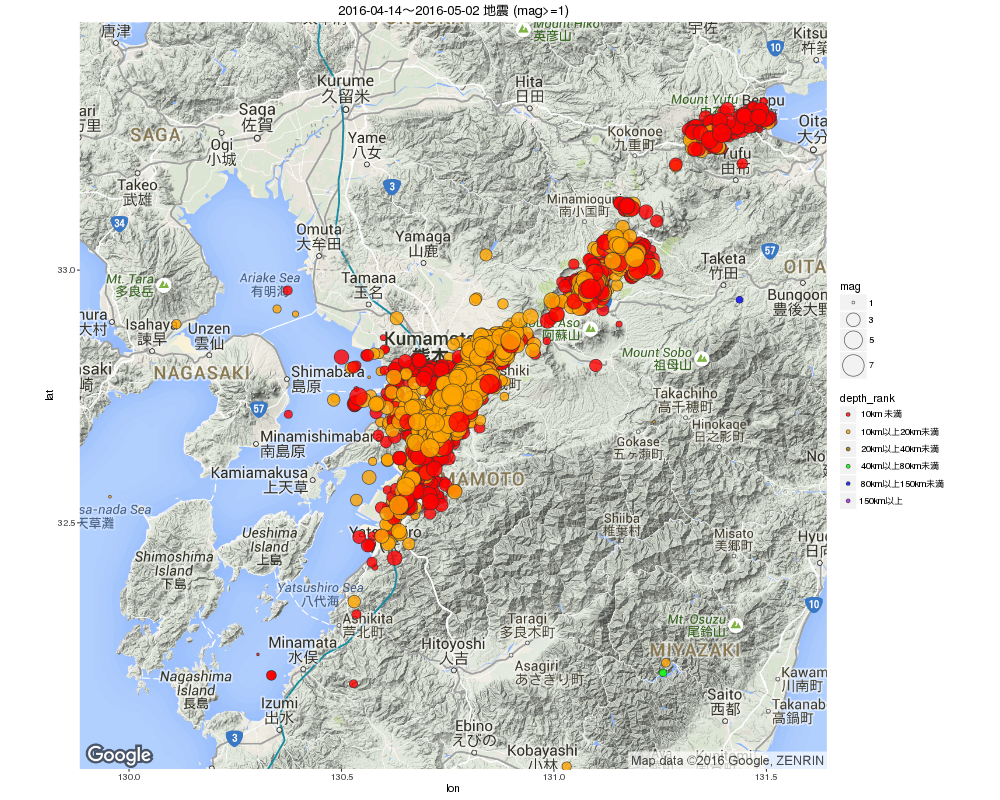 2016-04-14～2016-05-02 地震 (mag>=1)
Mount Hiko
英彦山
宇佐
唐津
10
Kitsu
杵築
Kurume
久留米
Hita
日田
Saga
佐賀
SAGA
Mount Yufu
Beppu
Oita
大分
Ogi
小城
Yame
八女
Kokonoe
九重町
Yufu
由布
Takeo
武雄
3
Minamioguni
南小国町
34
Omuta
大牟田
Yamaga
山鹿
57
Taketa
竹田
OITA
33.0
Mt. Tara
多良岳
Ariake Sea
有明海
Tamana
玉名
Bungoon
豊後大野
大村
Isahaya
諫早
Unzen
雲仙
Kumamoto
熊本
Mount Aso
阿蘇山
Mount Sobo
祖母山
NAGASAKI
Shimabara
島原
shiki
町
Takachiho
高千穂町
57
Minamishimabara
南島原
Hinokage
日之影町
Gokase
五ヶ瀬町
Kamiamakusa
上天草
KUMAMOTO
32.5
sa-nada Sea
天草灘
Ueshima
Island
上島
Yatsushiro
Shiiba
椎葉村
Misato
美郷町
Hyu
日向
Shimoshima
Island
下島
Yatsushiro Sea
八代海
10
Ashikita
芦北町
Taragi
多良木町
Mt Osuzu
尾鈴山
Minamata
水俣
Hitoyoshi
人吉
MIYAZAKI
Asagiri
あさぎり町
Nagashima
Island
長島
Kawam
川南町
Saito
西都
Izumi
出水
Takanab
高鍋町
3
Ebino
えびの
Kobayashi
小林
Google
Map data ©2016 Google, ZENRIN
130.0
130.5
131.0
131.5
lon
lat
mag
1
3
5
7
depth_rank
10km未満
10km以上20km未満
20km以上40km未満
40km以上80km未満
80km以上150km未満
150km以上